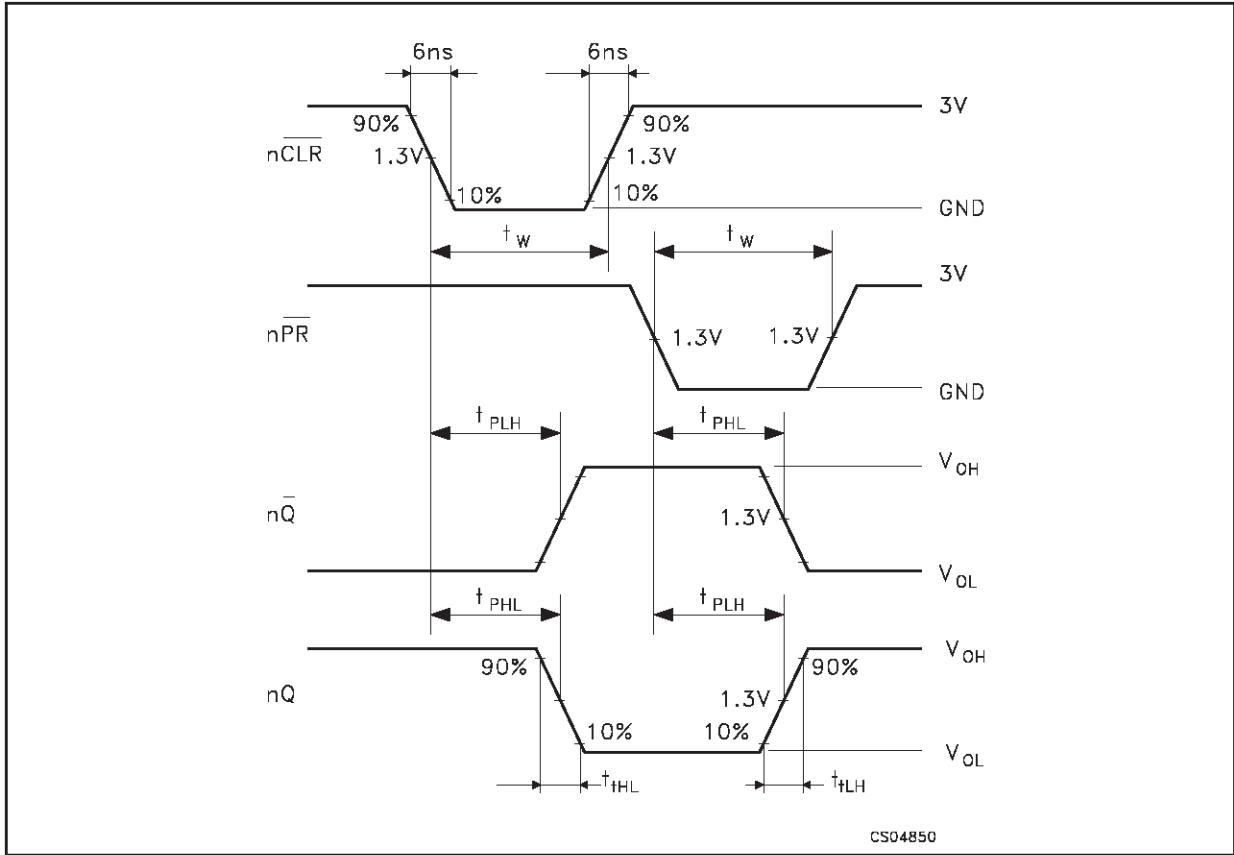 6ns 6ns
3V
90% 90%
nCLR 1.3V 1.3V
10% 10%
GND
tW tW
3V
nPR 1.3V 1.3V
GND
tPLH tPHL
VOH
nQ 1.3V
VOL
tPHL tPLH
VOH
90% 90%
nQ 1.3V
10% 10%
VOL
ttHL ttLH
CS04850